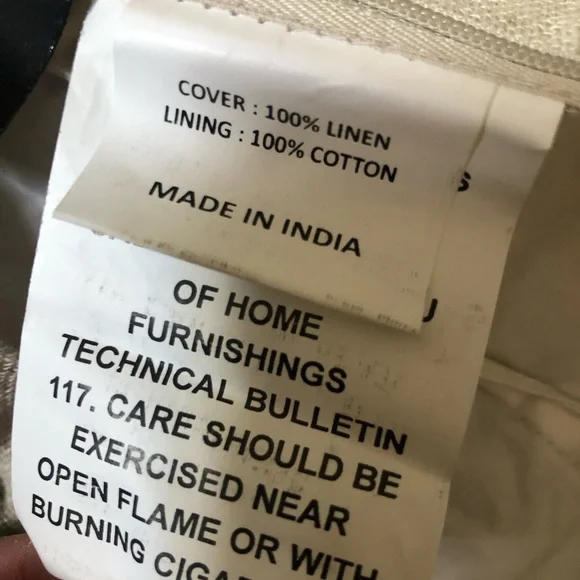 COVER : 100% LINEN
LINING : 100% COTTON
MADE IN INDIA
OF HOME
FURNISHINGS
TECHNICAL BULLETIN
117. CARE SHOULD BE
EXERCISED NEAR
OPEN FLAME OR WITH
BURNING